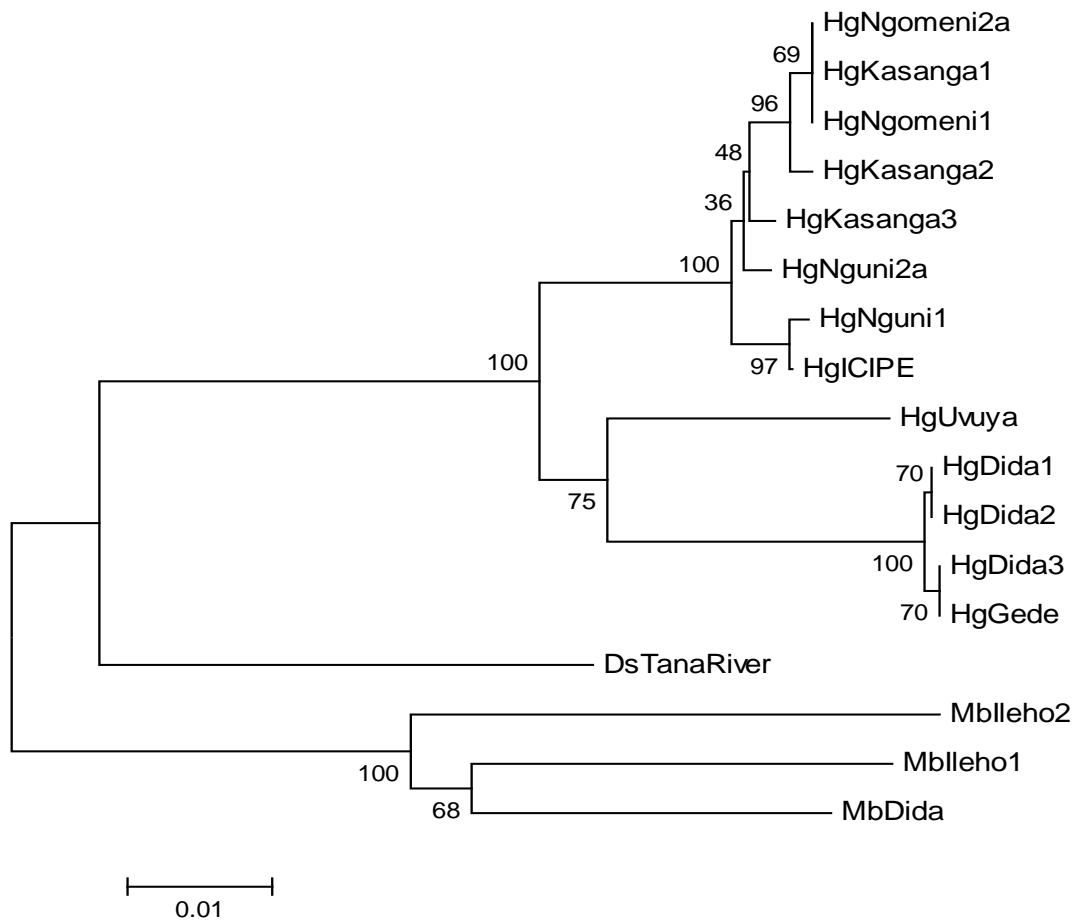 HgNgomeni2a
69
HgKasanga1
96
HgNgomeni1
48
HgKasanga2
36
HgKasanga3
100
HgNguni2a
HgNguni1
100
97
HgICIPE
HgUvuya
70
HgDida1
75
HgDida2
100
HgDida3
70
HgGede
DsTanaRiver
MbIleho2
100
MbIleho1
68
MbDida
0.01